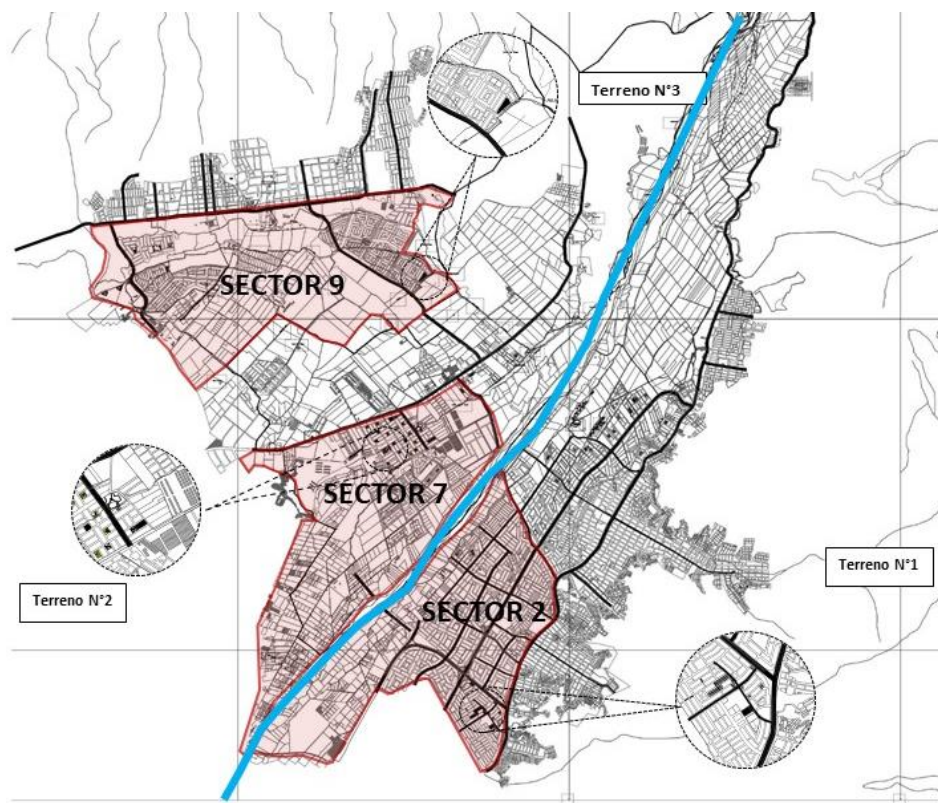 Terreno N°3
SECTOR 9
SECTOR 7
Terreno N°1
Terreno N°2
SECTOR 2